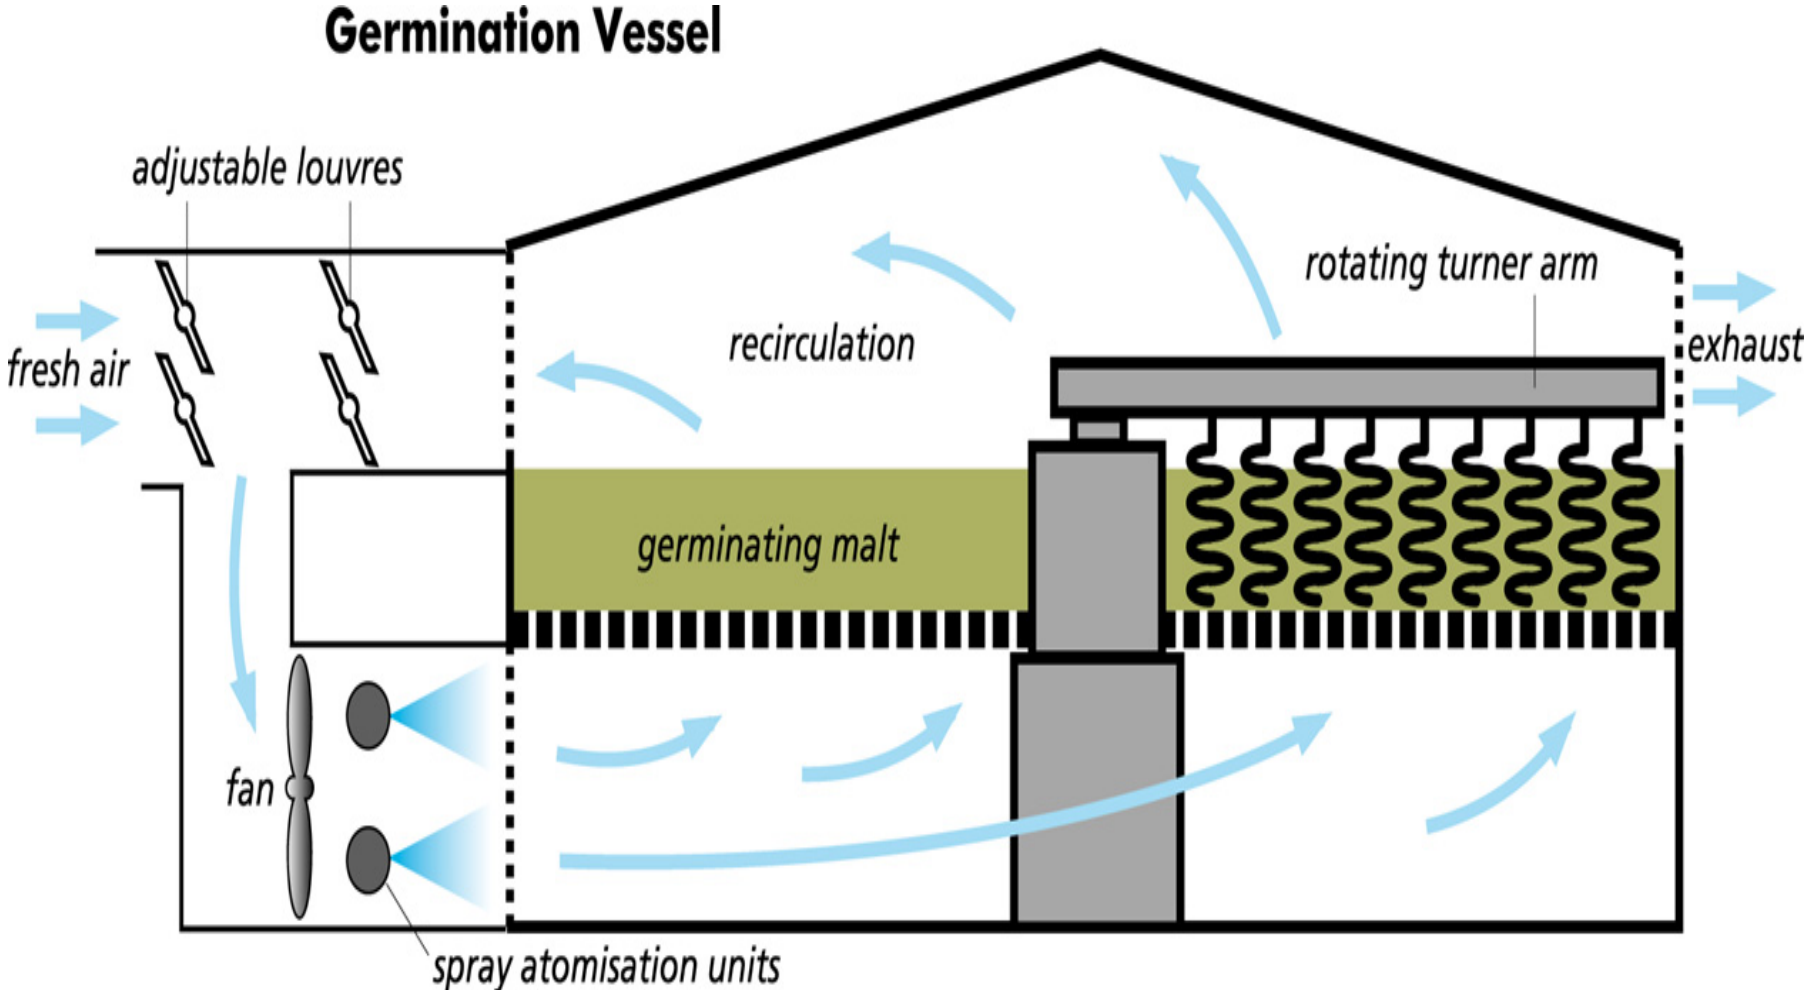 Germination Vessel
adjustable louvres
rotating turner arm
recirculation
fresh air
exhaust
germinating malt
fan
spray atomisation units